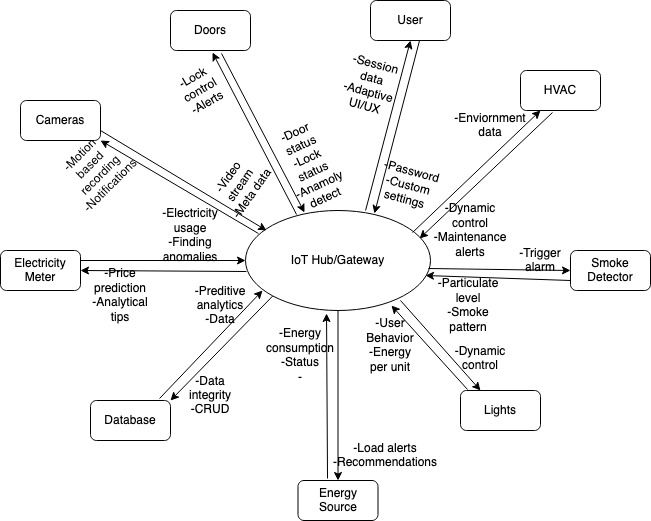 Doors
User
HVAC
Cameras
-Lock
control
-Alerts
-Session
data
-Adaptive
UI/UX
-Enviornment
data
-Motion
based
recording
-Notifications
-Video
stream
-Meta data
-Door
status
-Lock
status
-Anamoly
detect
-Password
-Custom
settings
-Dynamic
control
-Maintenance
alerts
-Electricity
usage
-Finding
anomalies
IoT Hub/Gateway
Electricity
Meter
-Price
prediction
-Analytical
tips
-Trigger
alarm
Smoke
Detector
-Particulate
level
-Smoke
pattern
-Preditive
analytics
-Data
-Energy
consumption
-Status
-
-User
Behavior
-Energy
per unit
-Dynamic
control
-Data
integrity
-CRUD
Database
Lights
-Load alerts
-Recommendations
Energy
Source